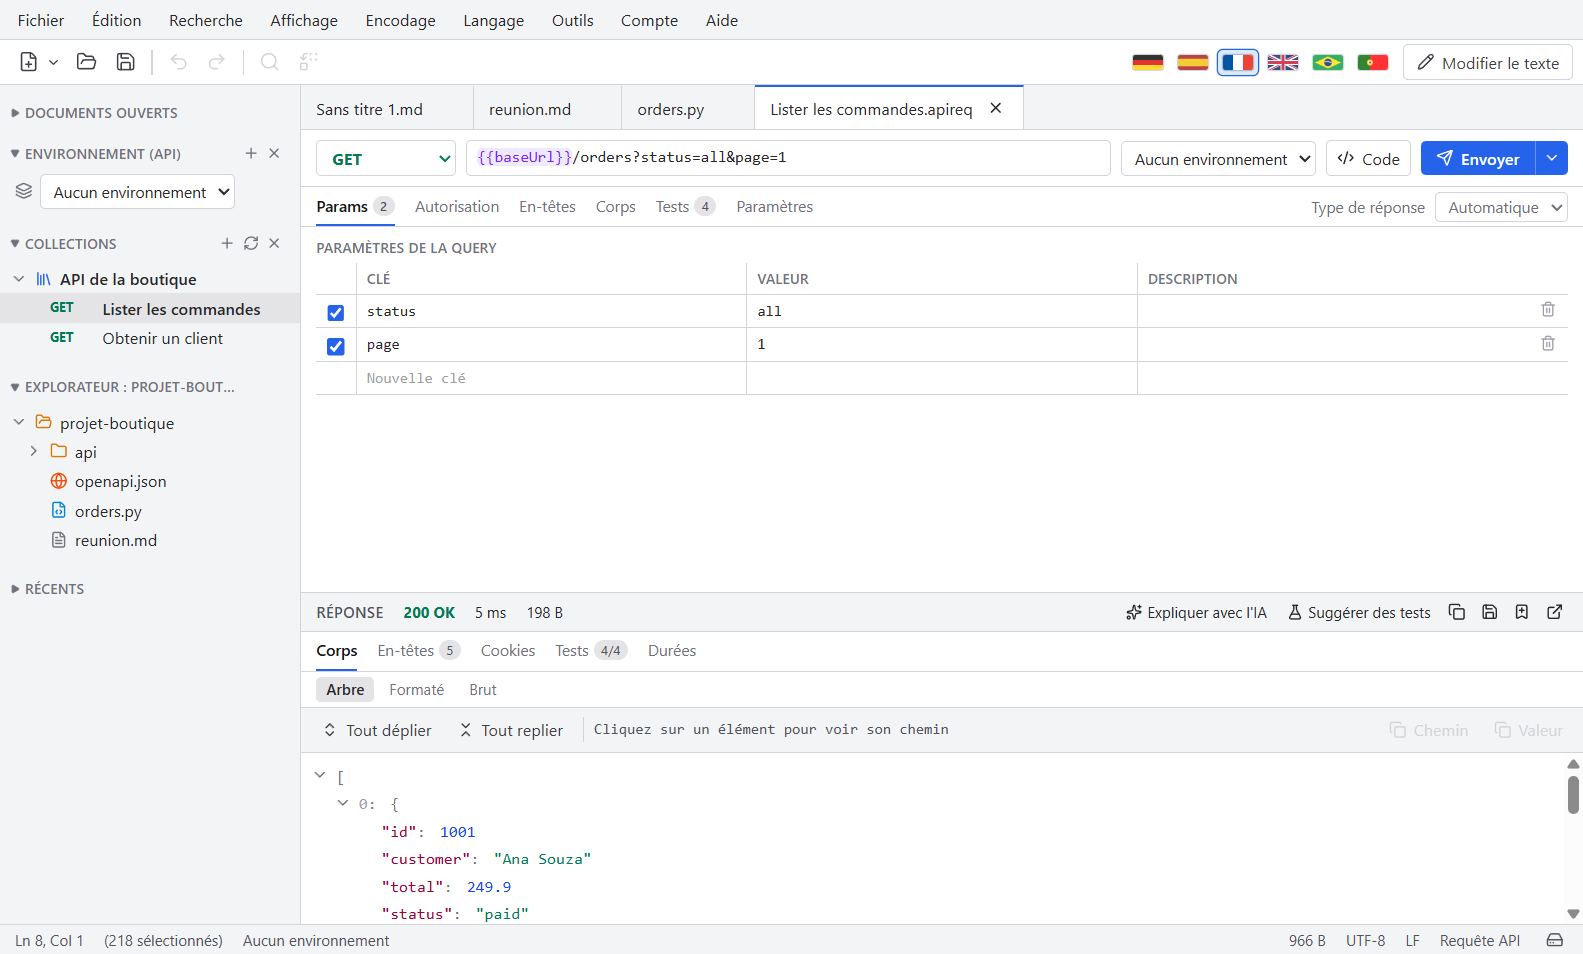 Fichier Édition Recherche Affichage Encodage Langage Outils Compte Aide
Modifier le texte
DOCUMENTS OUVERTS
ENVIRONNEMENT (API)
Aucun environnement
COLLECTIONS
API de la boutique
GET Lister les commandes
GET Obtenir un client
EXPLORATEUR : PROJET-BOUT...
projet-boutique
api
openapi.json
orders.py
reunion.md
RÉCENTS
Sans titre 1.md reunion.md orders.py Lister les commandes.apireq
GET {{baseUrl}}/orders?status=all&page=1 Aucun environnement Code Envoyer
Params 2 Autorisation En-têtes Corps Tests 4 Paramètres Type de réponse Automatique
PARAMÈTRES DE LA QUERY
CLÉ VALEUR DESCRIPTION
status all
page 1
Nouvelle clé
RÉPONSE 200 OK 5 ms 198 B Expliquer avec l'IA Suggérer des tests
Corps En-têtes 5 Cookies Tests 4/4 Durées
Arbre Formaté Brut
Tout déplier Tout replier Cliquez sur un élément pour voir son chemin Chemin Valeur
[
0: {
"id": 1001
"customer": "Ana Souza"
"total": 249.9
"status": "paid"
Ln 8, Col 1 (218 sélectionnés) Aucun environnement 966 B UTF-8 LF Requête API